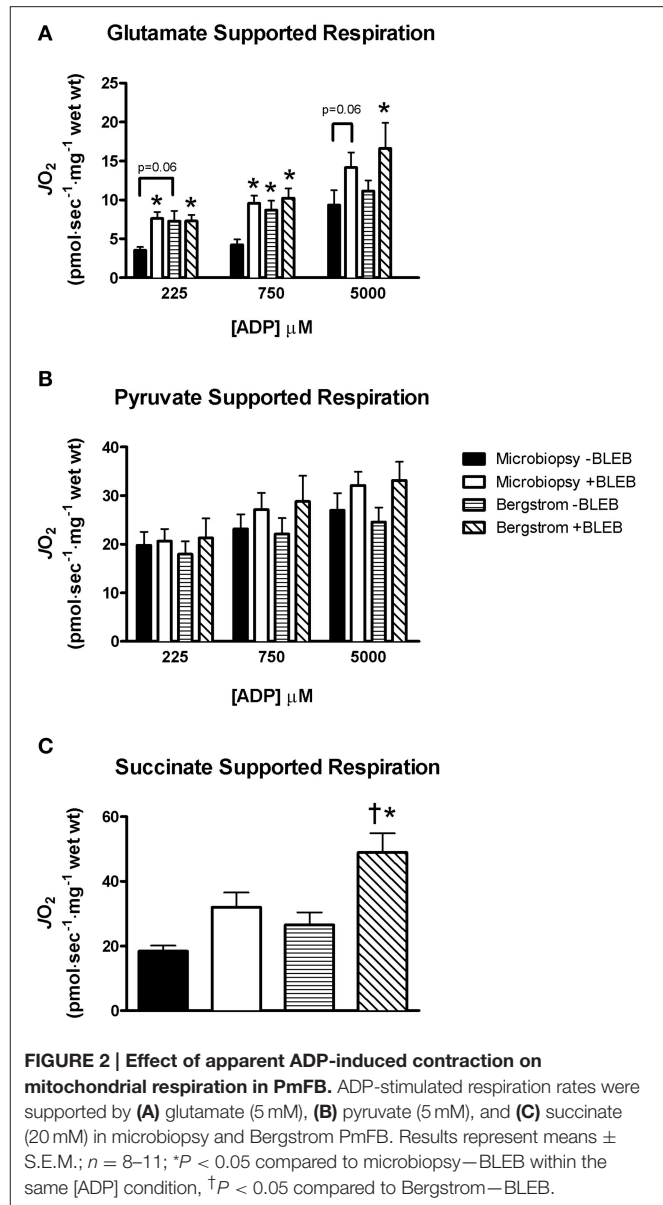 A
Glutamate Supported Respiration
JO2
(pmol·sec-1·mg-1 wet wt)
25
20
15
10
5
0
p=0.06
*
*
*
*
*
p=0.06
*
225
750
5000
[ADP] µM
B
Pyruvate Supported Respiration
JO2
(pmol·sec-1·mg-1 wet wt)
40
30
20
10
0
225
750
5000
[ADP] µM
Microbiopsy -BLEB
Microbiopsy +BLEB
Bergstrom -BLEB
Bergstrom +BLEB
C
Succinate Supported Respiration
JO2
(pmol·sec-1·mg-1 wet wt)
60
40
20
0
†*
FIGURE 2 | Effect of apparent ADP-induced contraction on
mitochondrial respiration in PmFB. ADP-stimulated respiration rates were
supported by (A) glutamate (5 mM), (B) pyruvate (5 mM), and (C) succinate
(20 mM) in microbiopsy and Bergstrom PmFB. Results represent means ±
S.E.M.; n = 8–11; *P < 0.05 compared to microbiopsy—BLEB within the
same [ADP] condition, †P < 0.05 compared to Bergstrom—BLEB.